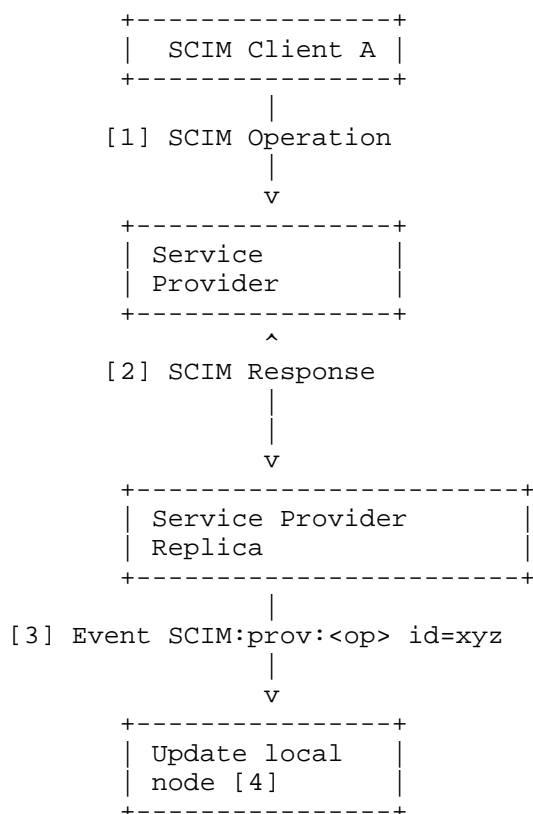 SCIM Client A
[1] SCIM Operation
Service
Provider
[2] SCIM Response
Service Provider
Replica
[3] Event SCIM:prov:<op> id=xyz
Update local
node [4]